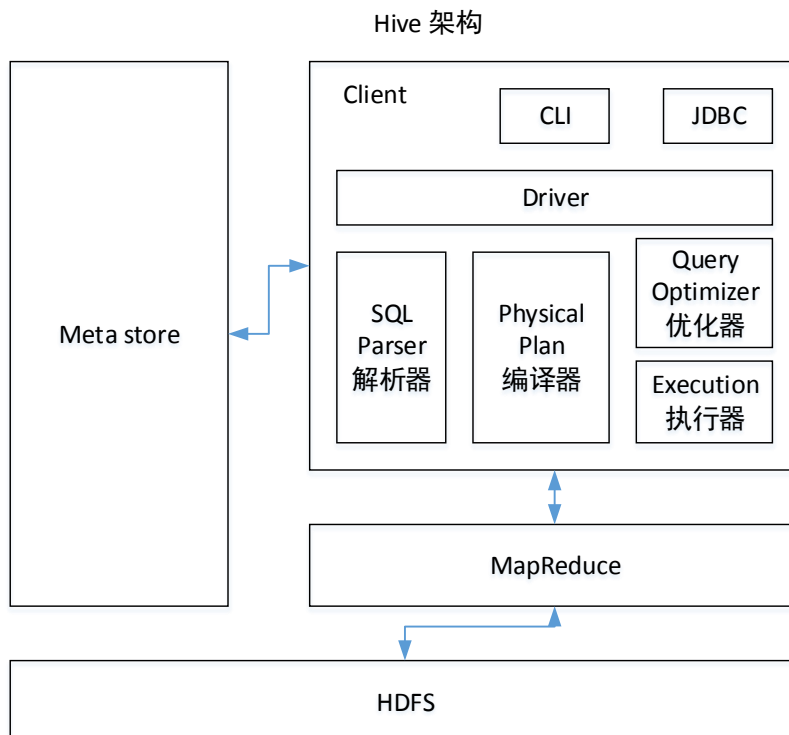 Hive 架构
Client
CLI
JDBC
Driver
Meta store
SQL
Parser
解析器
Physical
Plan
编译器
Query
Optimizer
优化器
Execution
执行器
MapReduce
HDFS